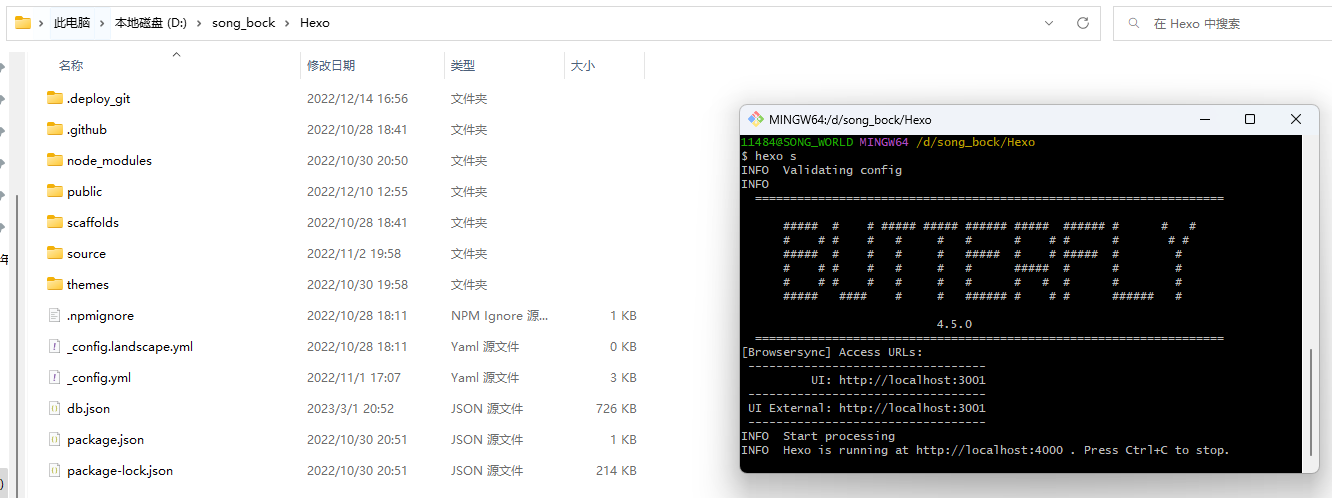 此电脑 › 本地磁盘 (D:) › song_bock › Hexo
在 Hexo 中搜索
名称 修改日期 类型 大小
.deploy_git 2022/12/14 16:56 文件夹
.github 2022/10/28 18:41 文件夹
node_modules 2022/10/30 20:50 文件夹
public 2022/12/10 12:55 文件夹
scaffolds 2022/10/28 18:41 文件夹
source 2022/11/2 19:58 文件夹
themes 2022/10/30 19:58 文件夹
.npmignore 2022/10/28 18:11 NPM Ignore 源... 1 KB
_config.landscape.yml 2022/10/28 18:11 Yaml 源文件 0 KB
_config.yml 2022/11/1 17:07 Yaml 源文件 3 KB
db.json 2023/3/1 20:52 JSON 源文件 726 KB
package.json 2022/10/30 20:51 JSON 源文件 1 KB
package-lock.json 2022/10/30 20:51 JSON 源文件 214 KB
年
)
MINGW64:/d/song_bock/Hexo
11484@SONG_WORLD MINGW64 /d/song_bock/Hexo
$ hexo s
INFO  Validating config
INFO
===================================================================
BUTTERFLY
4.5.0
===================================================================
[Browsersync] Access URLs:
----------------------------------
UI: http://localhost:3001
----------------------------------
UI External: http://localhost:3001
----------------------------------
INFO  Start processing
INFO  Hexo is running at http://localhost:4000 . Press Ctrl+C to stop.